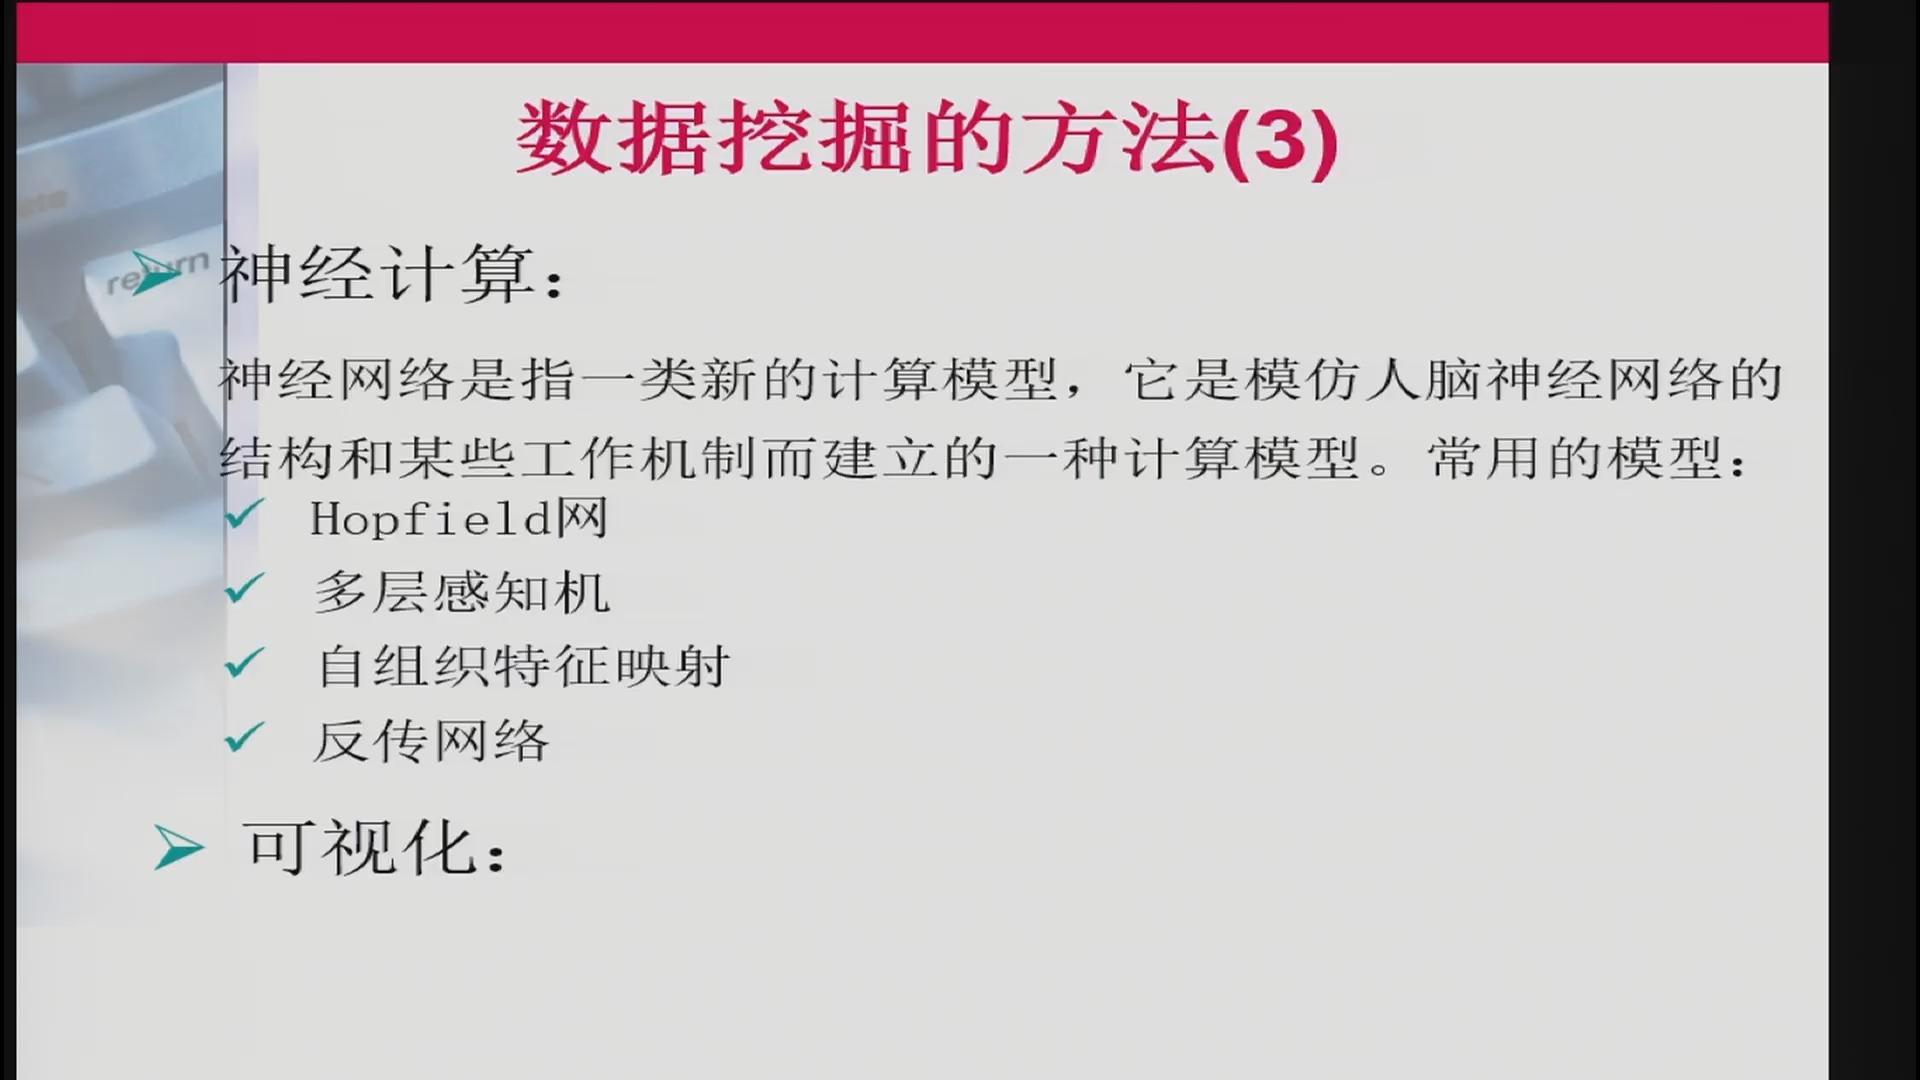 数据挖掘的方法(3)
return
神经计算：
神经网络是指一类新的计算模型，它是模仿人脑神经网络的
结构和某些工作机制而建立的一种计算模型。常用的模型：
Hopfield网
多层感知机
自组织特征映射
反传网络
可视化：